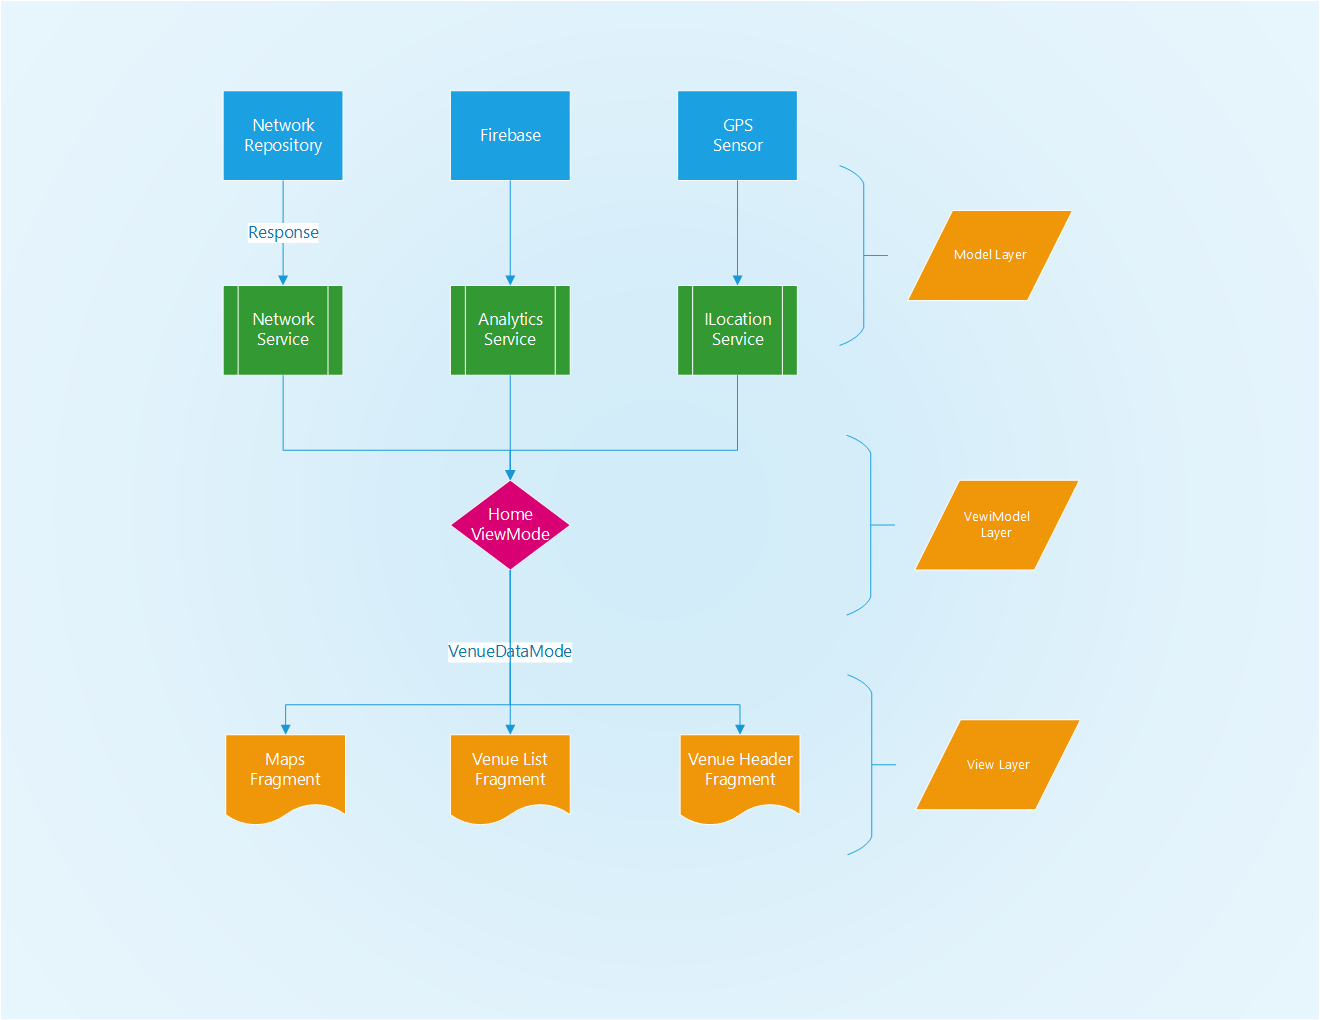 Network
Repository
Firebase
GPS
Sensor
Response
Model Layer
Network
Service
Analytics
Service
ILocation
Service
Home
ViewMode
VewiModel
Layer
VenueDataMode
Maps
Fragment
Venue List
Fragment
Venue Header
Fragment
View Layer